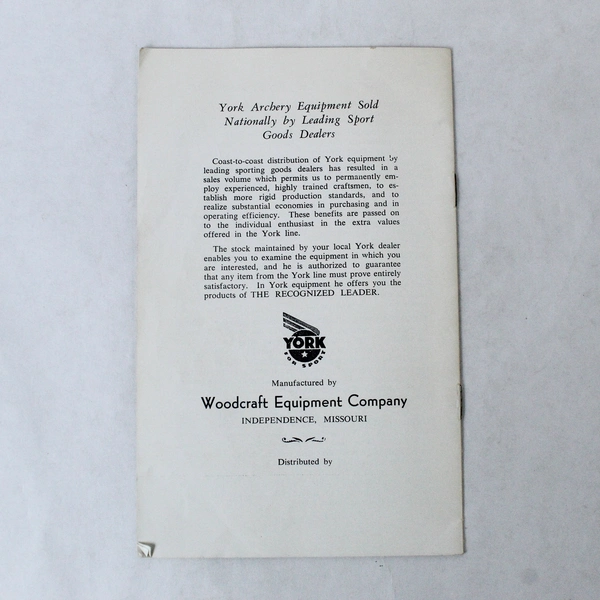 York Archery Equipment Sold
Nationally by Leading Sport
Goods Dealers
Coast-to-coast distribution of York equipment by
leading sporting goods dealers has resulted in a
sales volume which permits us to permanently em-
ploy experienced, highly trained craftsmen, to es-
tablish more rigid production standards, and to
realize substantial economies in purchasing and in
operating efficiency. These benefits are passed on
to the individual enthusiast in the extra values
offered in the York line.
The stock maintained by your local York dealer
enables you to examine the equipment in which you
are interested, and he is authorized to guarantee
that any item from the York line must prove entirely
satisfactory. In York equipment he offers you the
products of THE RECOGNIZED LEADER.
YORK
FOR SPORT
Manufactured by
Woodcraft Equipment Company
INDEPENDENCE, MISSOURI
Distributed by